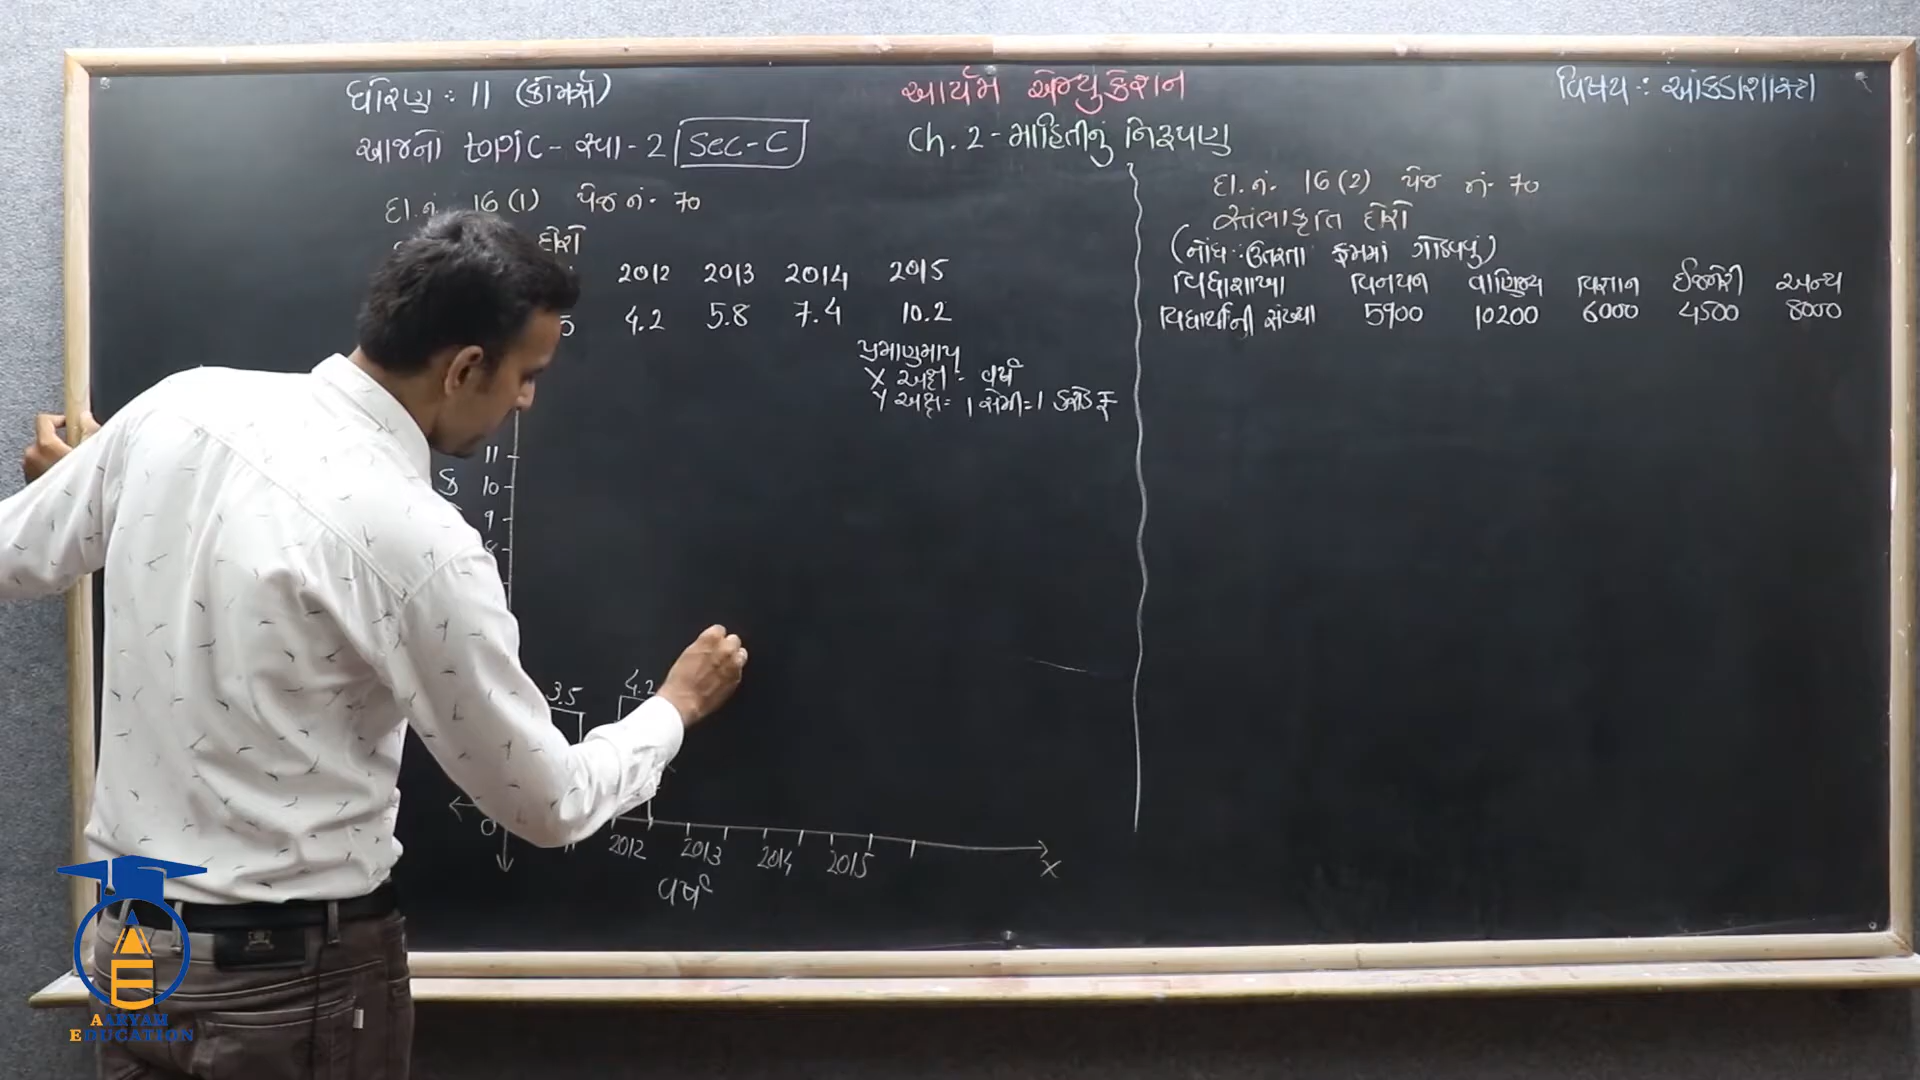 ધોરણ : 11 (કોમર્સ)
આર્યમ એજ્યુકેશન
વિષય : આંકડાશાસ્ત્ર
આજનો topic - સ્વા - 2 Sec-C
Ch. 2 - માહિતીનું નિરૂપણ
દા.નં. 16 (1) પેજ નં. 70
દોરો
2012 2013 2014 2015
5 4.2 5.8 7.4 10.2
પ્રમાણમાપ
X અક્ષ - વર્ષ
Y અક્ષ = 1 સેમી = 1 કરોડ ₹
11
10
9
8
3.5
4.2
0
2012 2013 2014 2015
X
વર્ષ
દા.નં. 16 (2) પેજ નં. 70
સ્તંભાકૃતિ દોરો
(નોંધ : ઉતરતા ક્રમમાં ગોઠવવું)
વિદ્યાશાખા વિનયન વાણિજ્ય વિજ્ઞાન ઈજનેરી અન્ય
વિદ્યાર્થીની સંખ્યા 5900 10200 6000 4500 8000
AE
AARYAM
EDUCATION